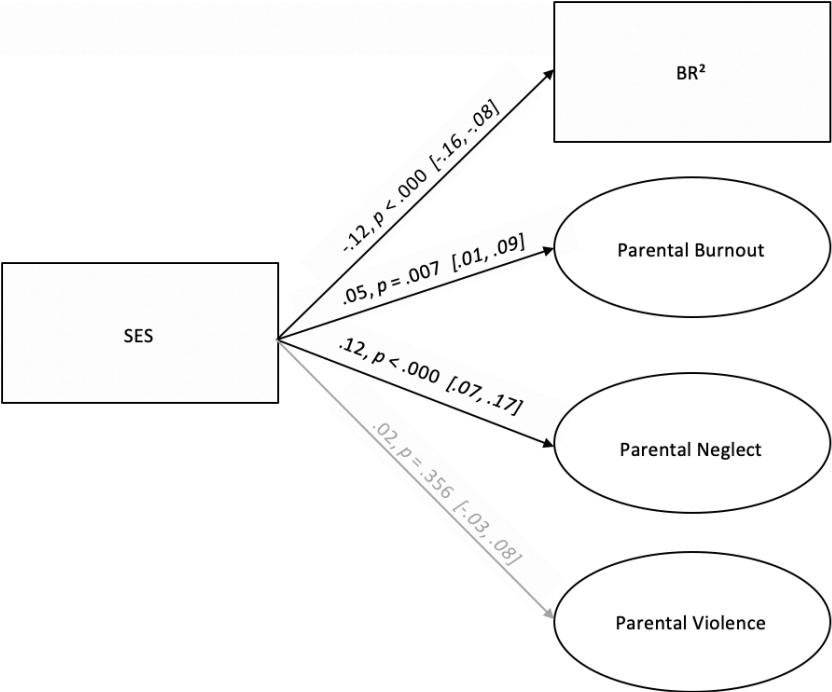 BR²
-.12, p < .000 [-.16, -.08]
Parental Burnout
.05, p = .007 [.01, .09]
SES
.12, p < .000 [.07, .17]
Parental Neglect
.02, p = .356 [-.03, .08]
Parental Violence